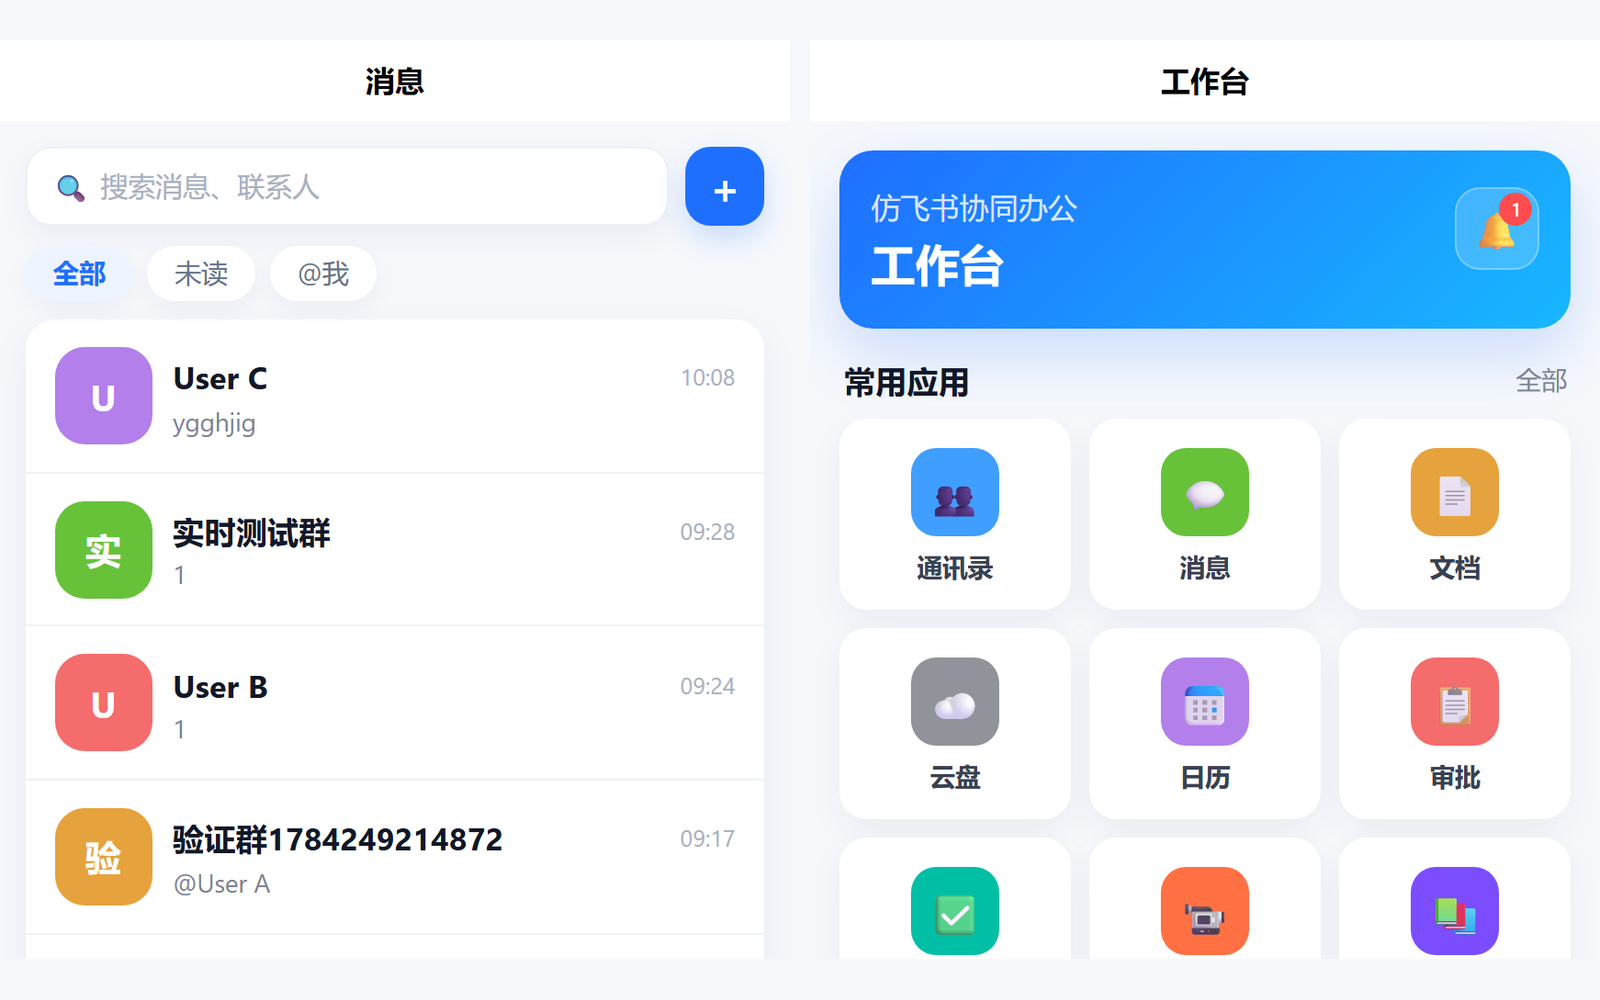 消息
搜索消息、联系人
+
全部
未读
@我
U
User C
10:08
ygghjig
实
实时测试群
09:28
1
U
User B
09:24
1
验
验证群1784249214872
09:17
@User A
工作台
仿飞书协同办公
工作台
1
常用应用
全部
通讯录
消息
文档
云盘
日历
审批